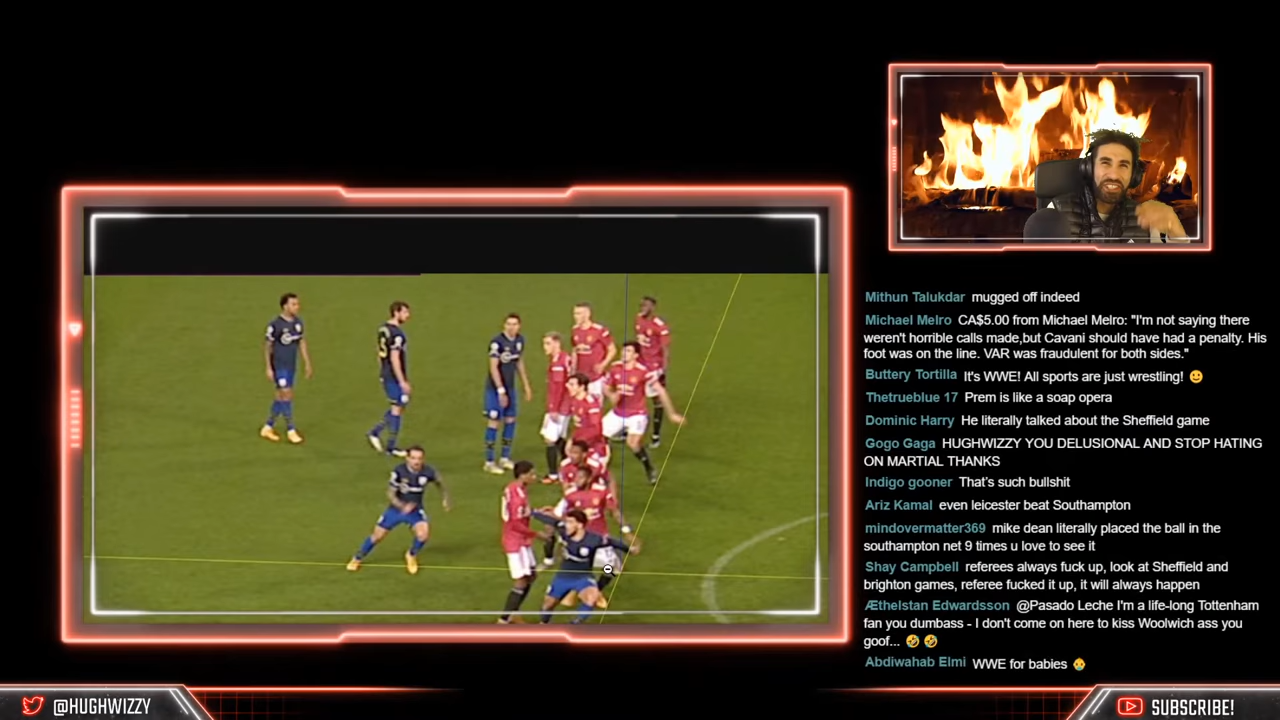 Mithun Talukdar mugged off indeed
Michael Melro CA$5.00 from Michael Melro: "I'm not saying there
weren't horrible calls made,but Cavani should have had a penalty. His
foot was on the line. VAR was fraudulent for both sides."
Buttery Tortilla It's WWE! All sports are just wrestling! 🙂
Thetrueblue 17 Prem is like a soap opera
Dominic Harry He literally talked about the Sheffield game
Gogo Gaga HUGHWIZZY YOU DELUSIONAL AND STOP HATING
ON MARTIAL THANKS
Indigo gooner That's such bullshit
Ariz Kamal even leicester beat Southampton
mindovermatter369 mike dean literally placed the ball in the
southampton net 9 times u love to see it
Shay Campbell referees always fuck up, look at Sheffield and
brighton games, referee fucked it up, it will always happen
Æthelstan Edwardsson @Pasado Leche I'm a life-long Tottenham
fan you dumbass - I don't come on here to kiss Woolwich ass you
goof... 🤣 🤣
Abdiwahab Elmi WWE for babies 😢
@HUGHWIZZY
SUBSCRIBE!